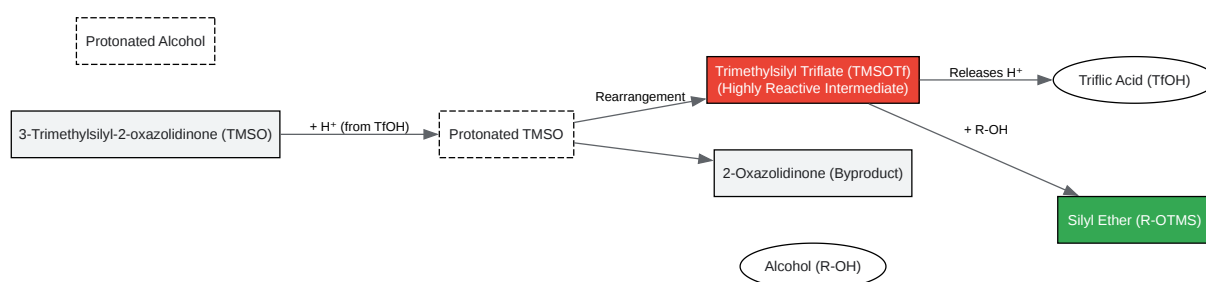 Protonated Alcohol
3-Trimethylsilyl-2-oxazolidinone (TMSO)
+ H⁺ (from TfOH)
Protonated TMSO
Rearrangement
Trimethylsilyl Triflate (TMSOTf)
(Highly Reactive Intermediate)
Releases H⁺
Triflic Acid (TfOH)
+ R-OH
2-Oxazolidinone (Byproduct)
Silyl Ether (R-OTMS)
Alcohol (R-OH)